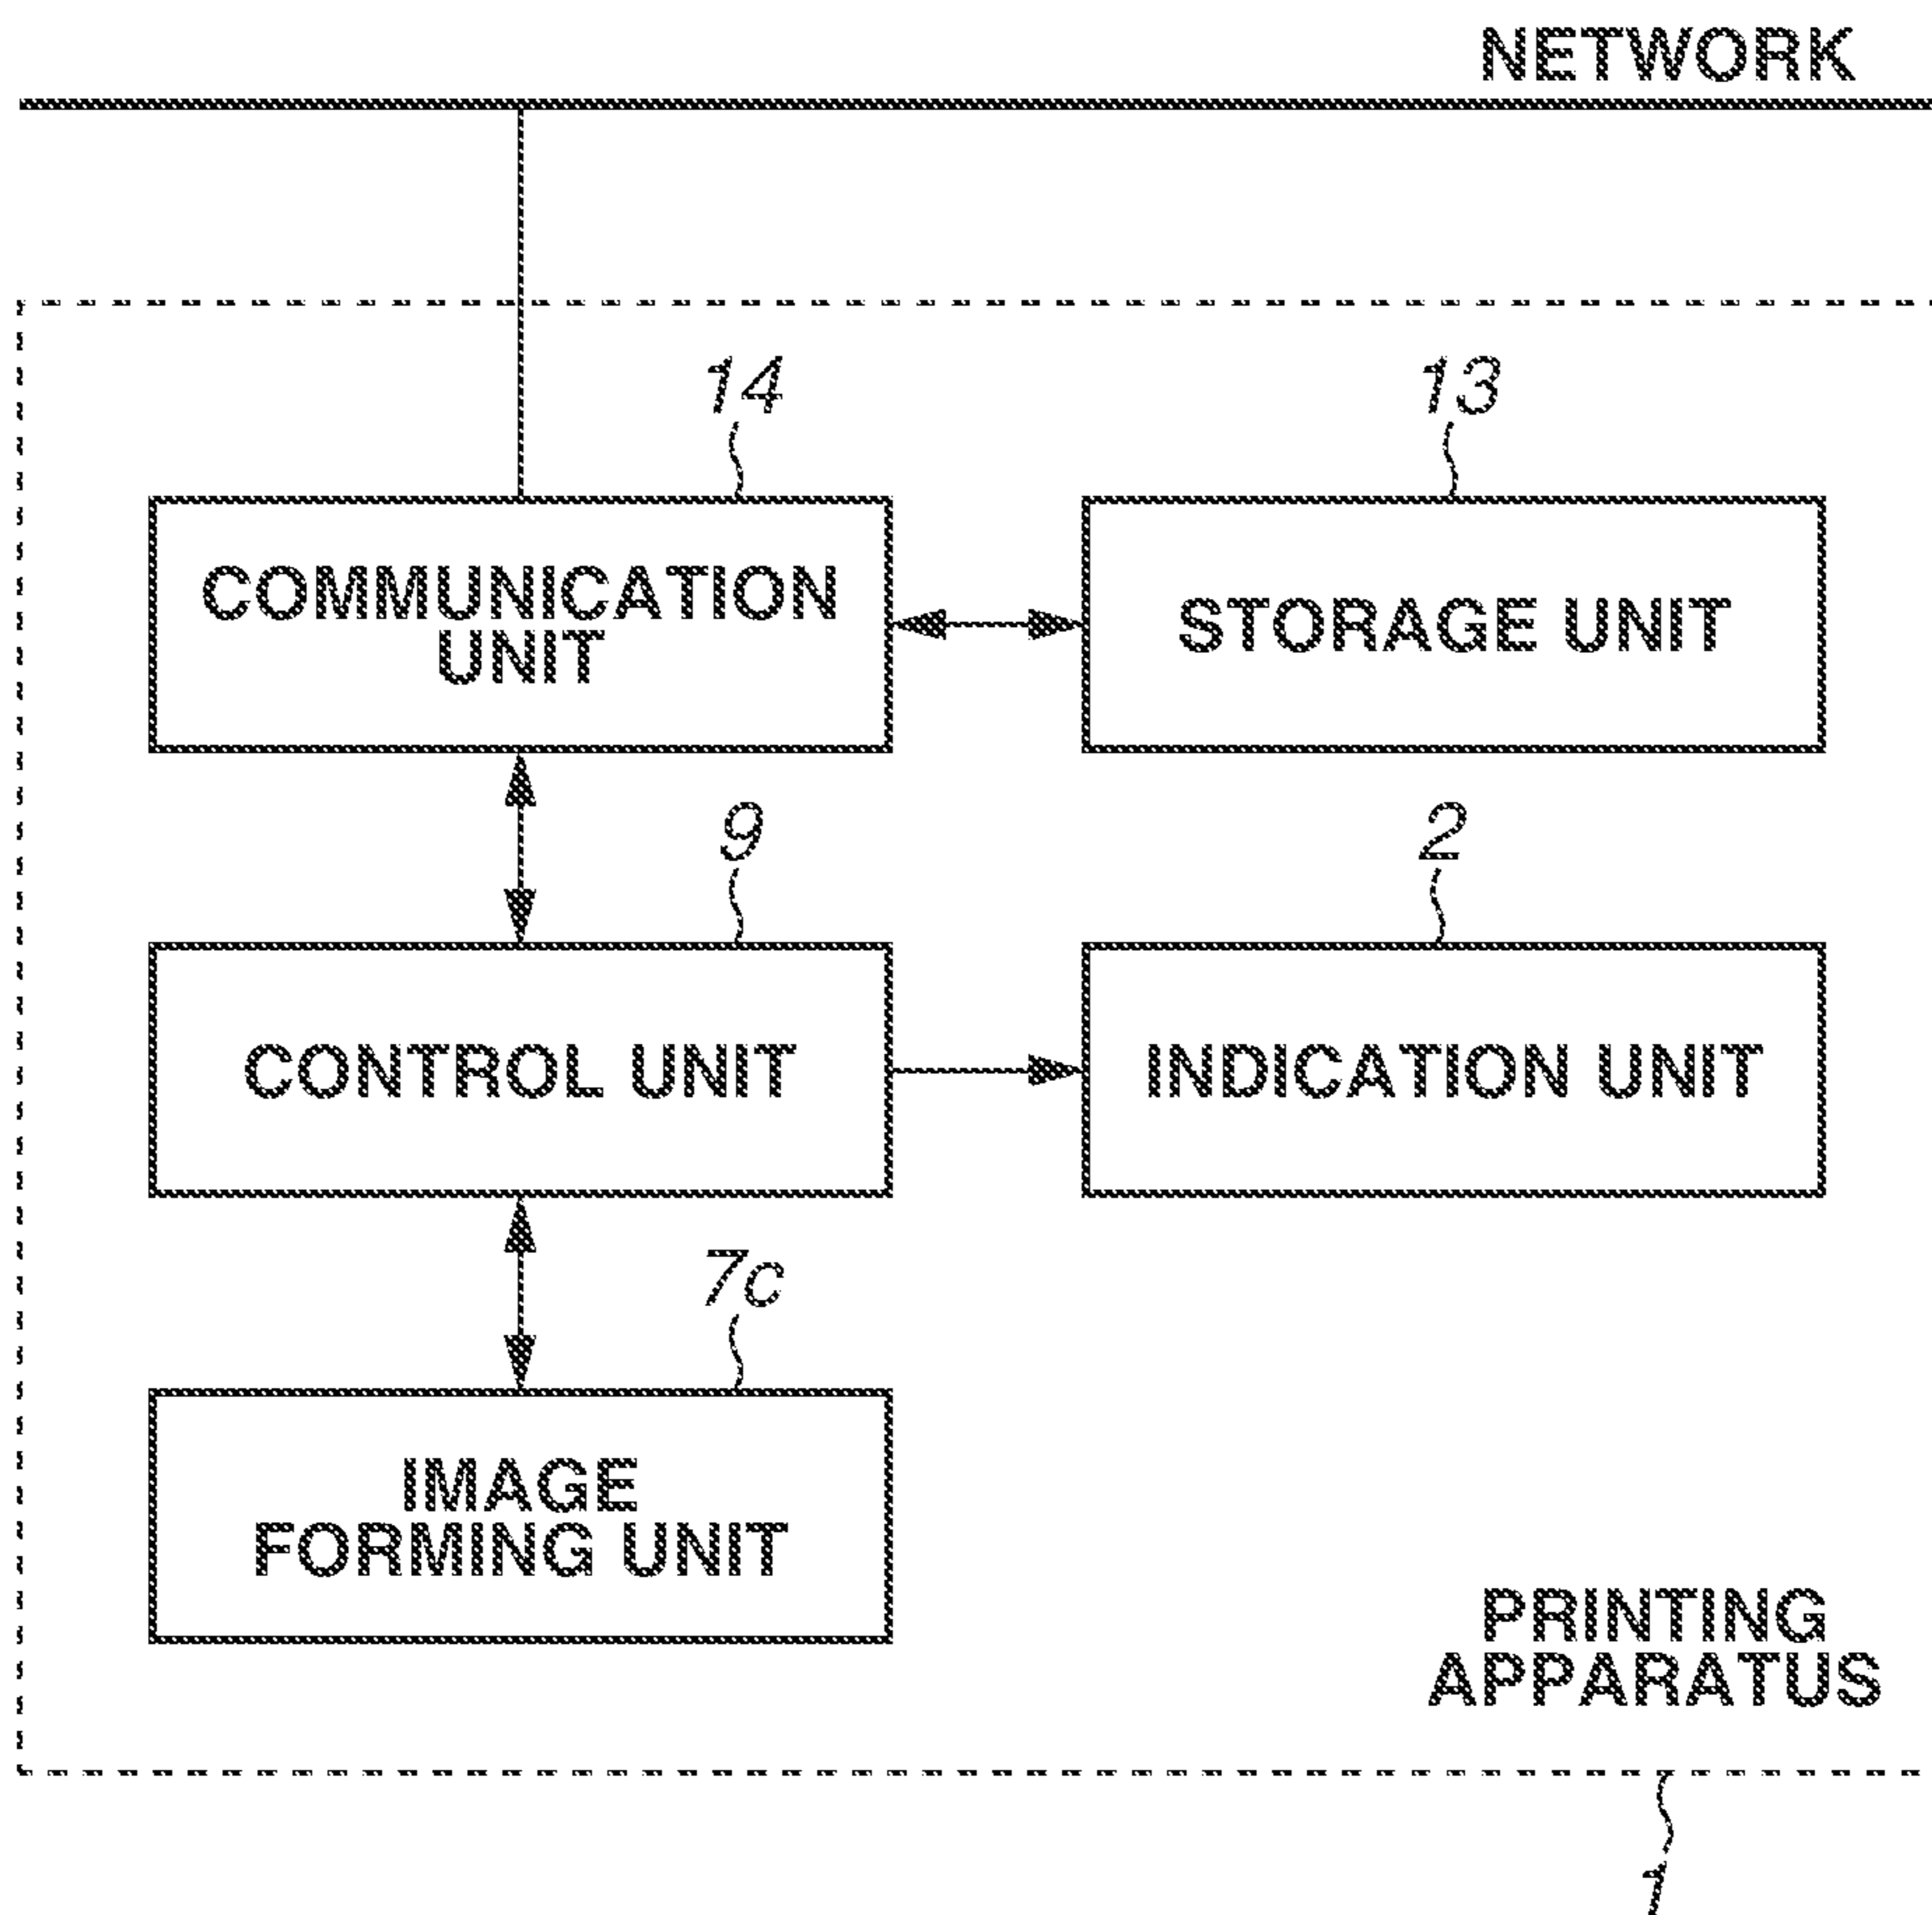 NETWORK
14
13
COMMUNICATION
UNIT
STORAGE UNIT
9
2
CONTROL UNIT
INDICATION UNIT
7c
IMAGE
FORMING UNIT
PRINTING
APPARATUS
1